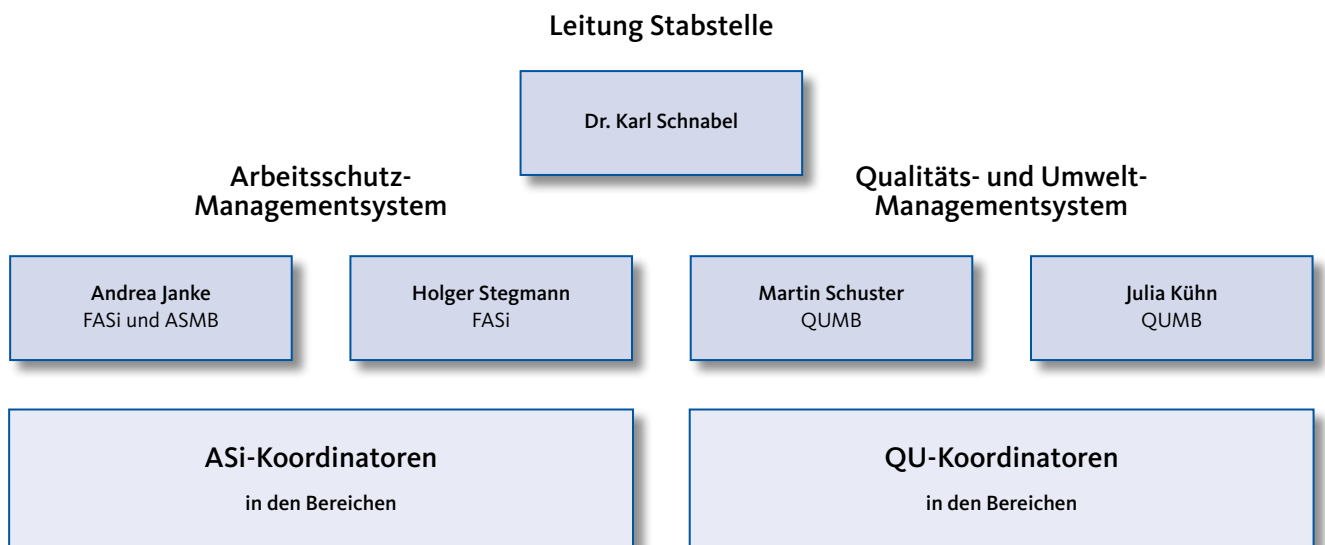 Leitung Stabstelle
Dr. Karl Schnabel
Arbeitsschutz-
Managementsystem
Qualitäts- und Umwelt-
Managementsystem
Andrea Janke
FASi und ASMB
Holger Stegmann
FASi
Martin Schuster
QUMB
Julia Kühn
QUMB
ASi-Koordinatoren
in den Bereichen
QU-Koordinatoren
in den Bereichen